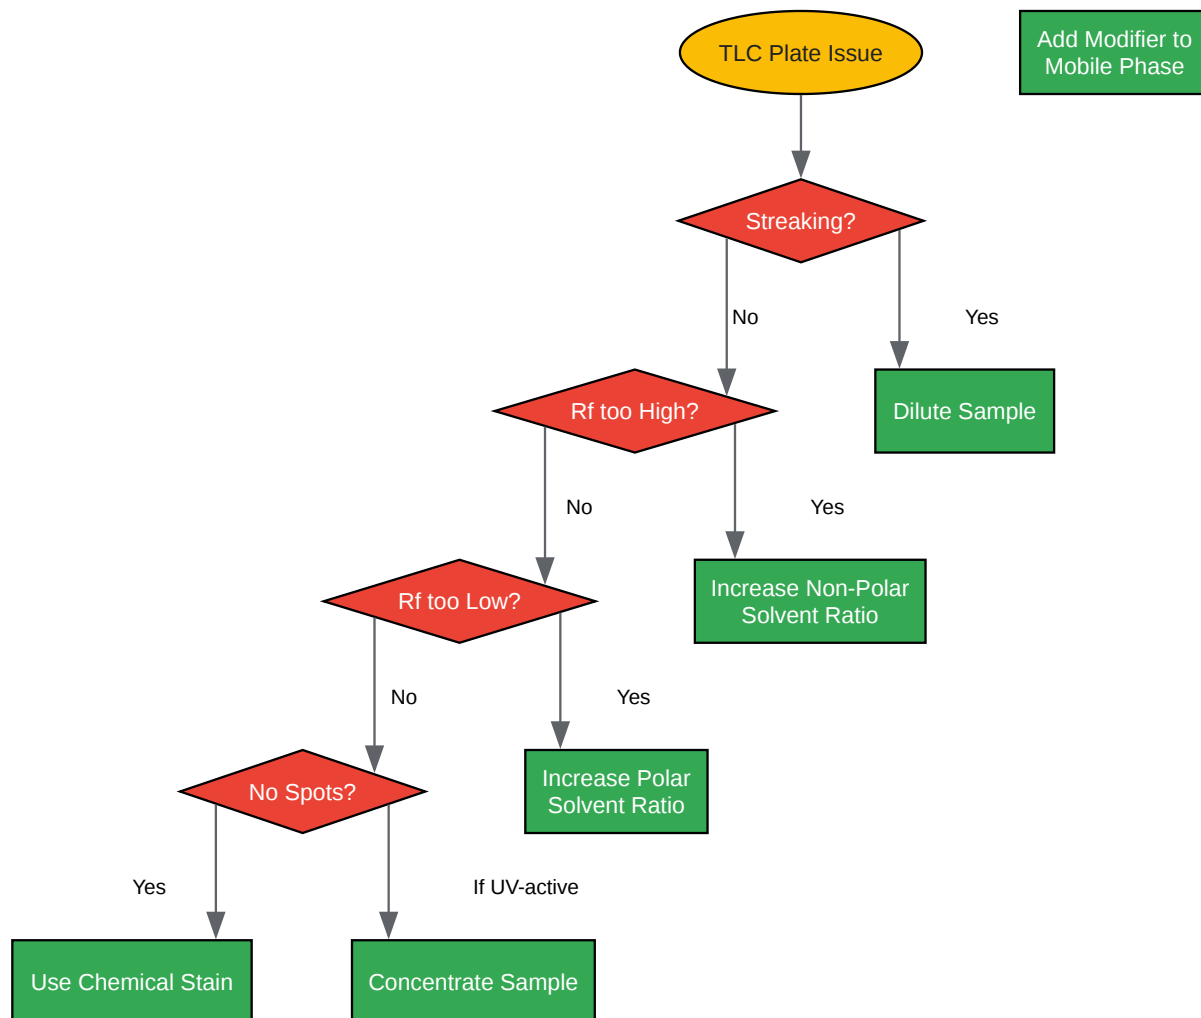 TLC Plate Issue
Add Modifier to
Mobile Phase
Streaking?
No
Yes
Rf too High?
Dilute Sample
No
Yes
Rf too Low?
Increase Non-Polar
Solvent Ratio
No
Yes
No Spots?
Increase Polar
Solvent Ratio
Yes
If UV-active
Use Chemical Stain
Concentrate Sample